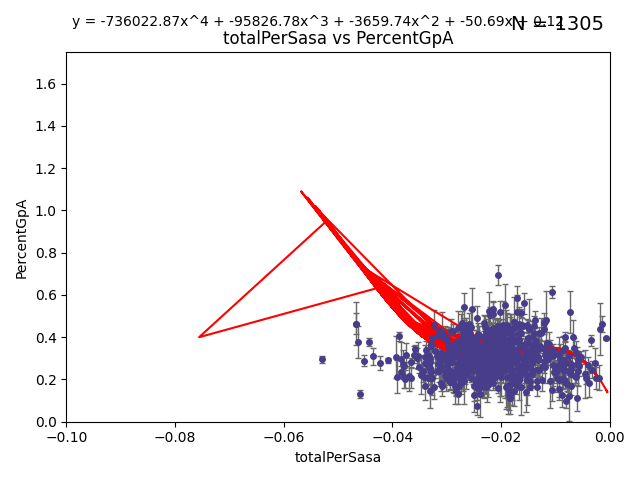 y = -736022.87x^4 + -95826.78x^3 + -3659.74x^2 + -50.69x + 0.12
N = 1305
totalPerSasa vs PercentGpA
PercentGpA
1.6
1.4
1.2
1.0
0.8
0.6
0.4
0.2
0.0
−0.10 −0.08 −0.06 −0.04 −0.02 0.00
totalPerSasa